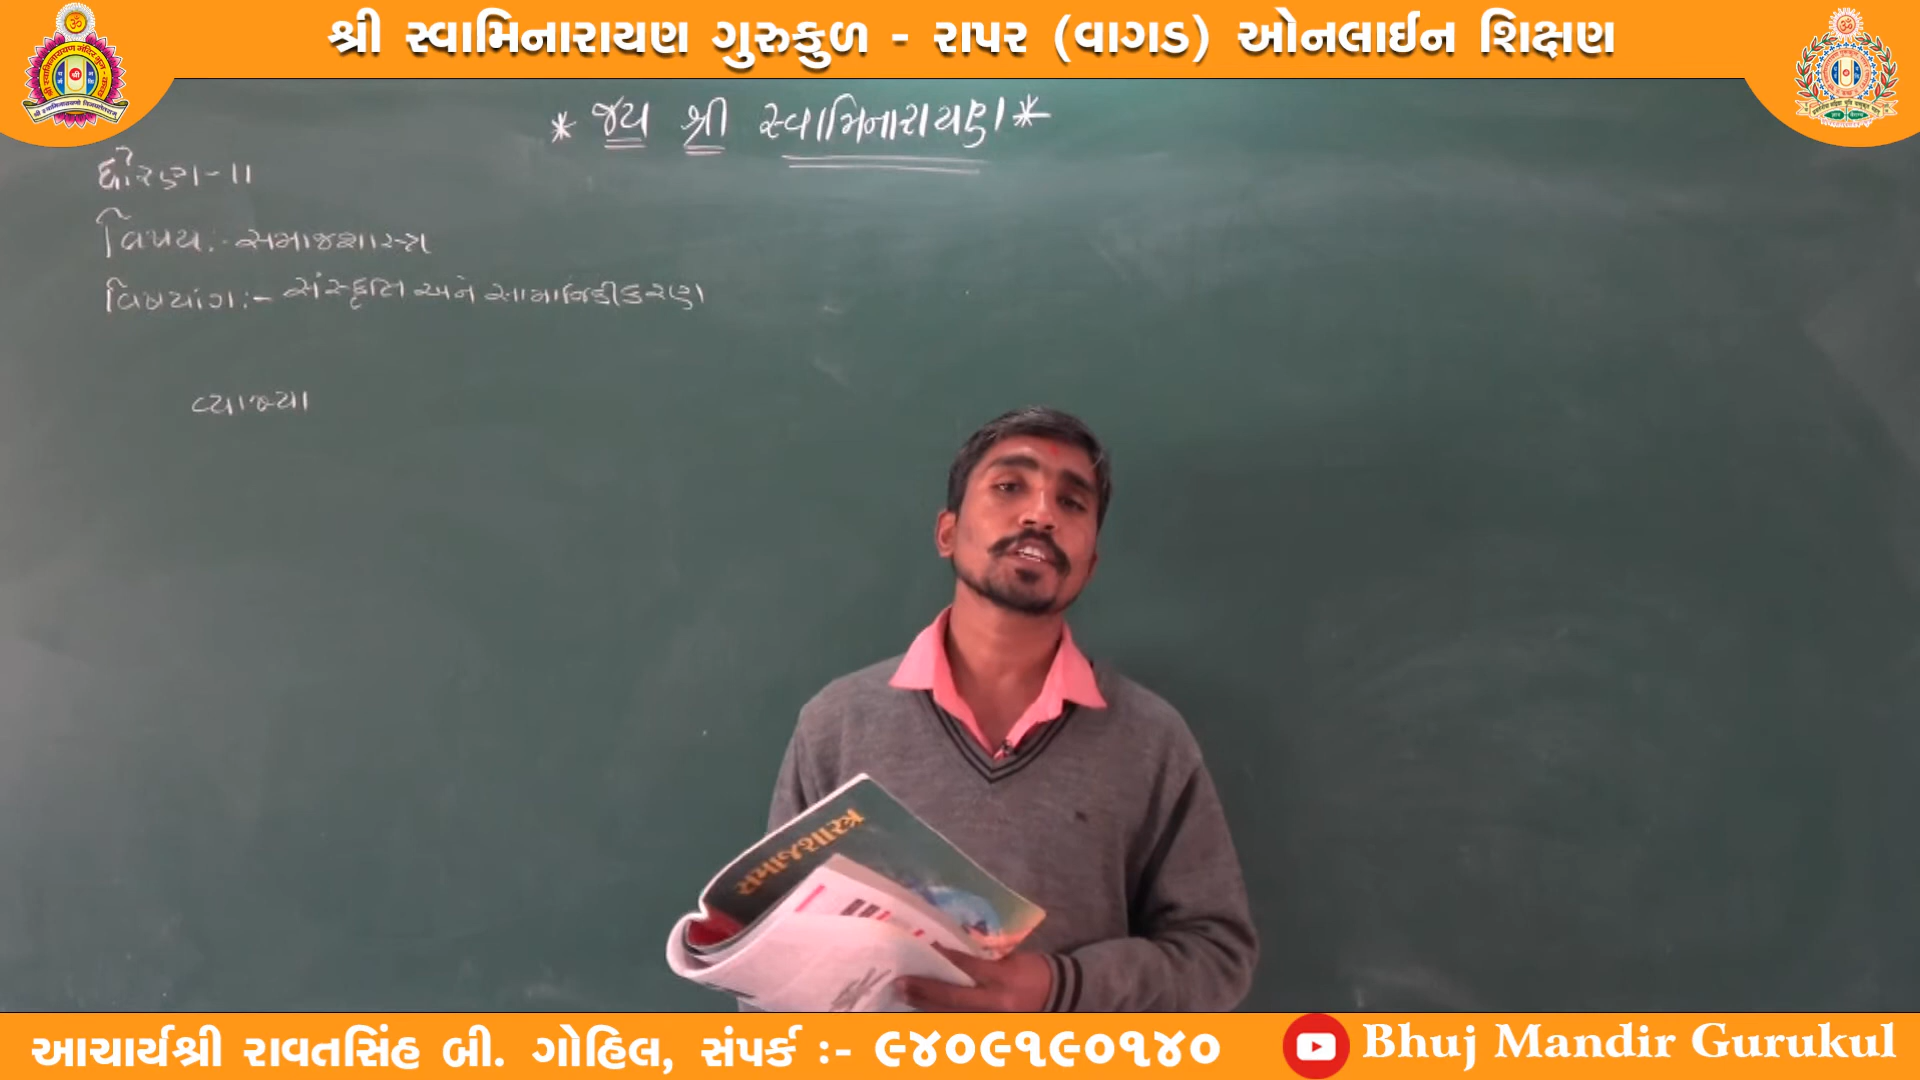 શ્રી સ્વામિનારાયણ ગુરુકુળ - રાપર (વાગડ) ઓનલાઈન શિક્ષણ
* જય શ્રી સ્વામિનારાયણ *
ધોરણ-11
વિષય:- સમાજશાસ્ત્ર
વિષયાંગ:- સંસ્કૃતિ અને સામાજિકીકરણ
વ્યાખ્યા
સમાજશાસ્ત્ર
આચાર્યશ્રી રાવતસિંહ બી. ગોહિલ, સંપર્ક :- ૯૪૦૯૧૯૦૧૪૦
Bhuj Mandir Gurukul